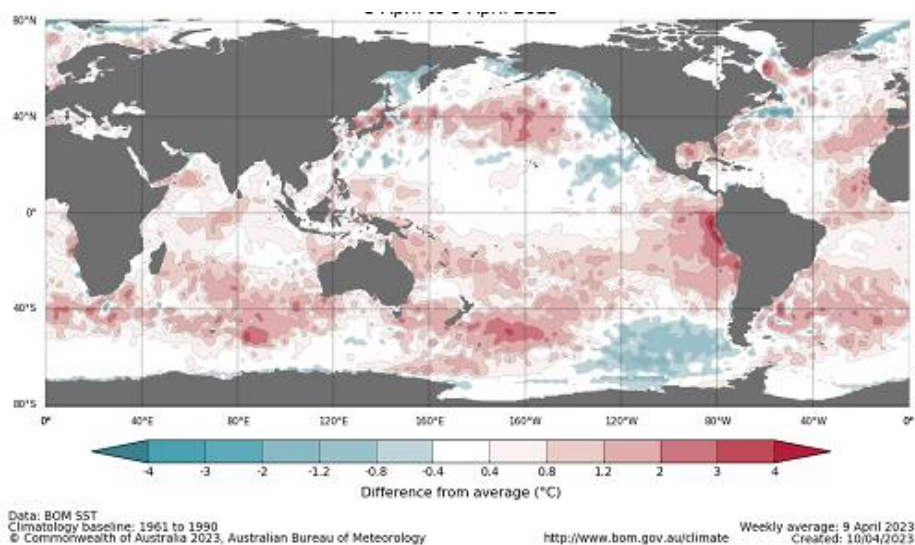 80°N
40°N
0°
40°S
80°S
0° 40°E 80°E 120°E 160°E 160°W 120°W 80°W 40°W 0°
-4 -3 -2 -1.2 -0.8 -0.4 0.4 0.8 1.2 2 3 4
Difference from average (°C)
Data: BOM SST
Climatology baseline: 1961 to 1990
© Commonwealth of Australia 2023, Australian Bureau of Meteorology
http://www.bom.gov.au/climate
Weekly average: 9 April 2023
Created: 10/04/2023